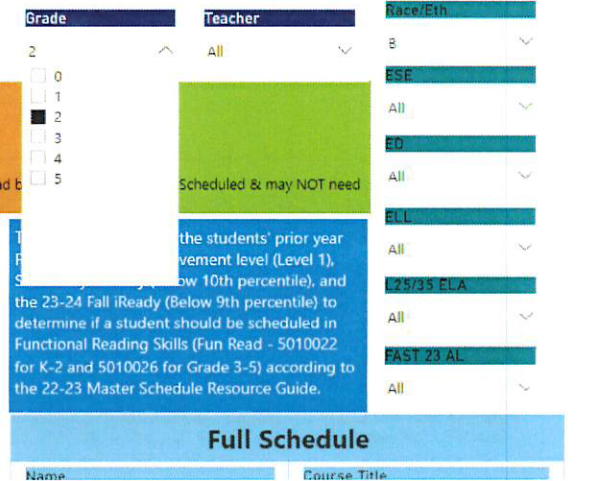 Grade
Teacher
Race/Eth
2
All
B
0
1
2
3
4
5
ESE
All
ED
All
Scheduled & may NOT need
ELL
All
the students' prior year
vement level (Level 1),
10th percentile), and
the 23-24 Fall iReady (Below 9th percentile) to
determine if a student should be scheduled in
Functional Reading Skills (Fun Read - 5010022
for K-2 and 5010026 for Grade 3-5) according to
the 22-23 Master Schedule Resource Guide.
L25/35 ELA
All
FAST 23 AL
All
Full Schedule
Name
Course Title